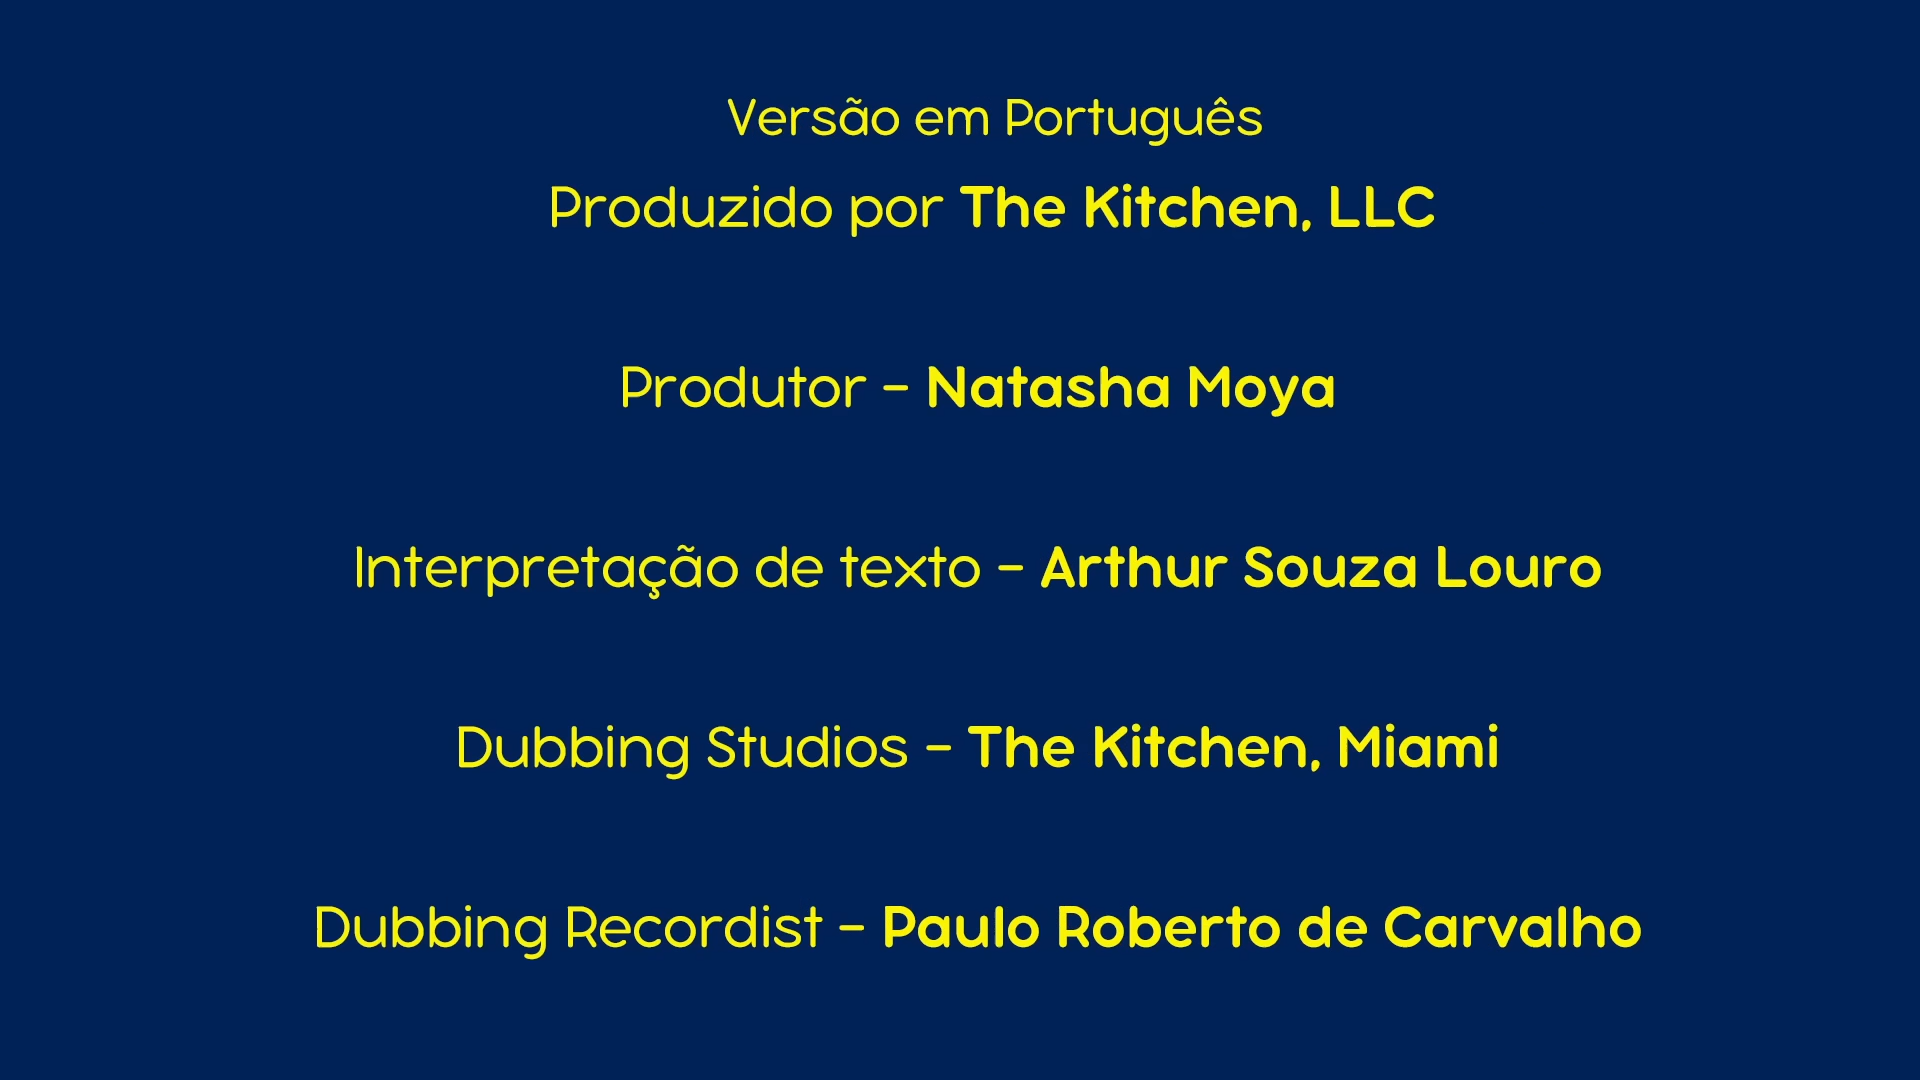 Versão em Português
Produzido por The Kitchen, LLC
Produtor - Natasha Moya
Interpretação de texto - Arthur Souza Louro
Dubbing Studios - The Kitchen, Miami
Dubbing Recordist - Paulo Roberto de Carvalho